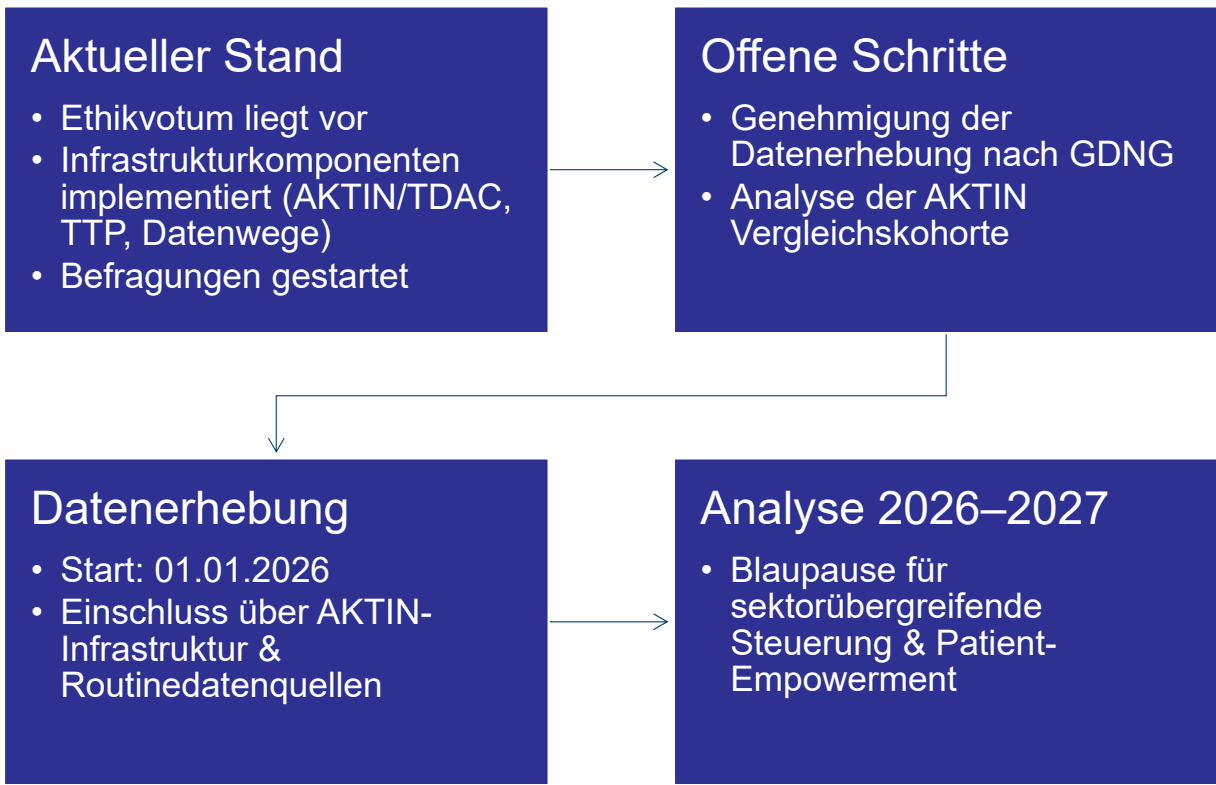 Aktueller Stand
• Ethikvotum liegt vor
• Infrastrukturkomponenten
implementiert (AKTIN/TDAC,
TTP, Datenwege)
• Befragungen gestartet
Offene Schritte
• Genehmigung der
Datenerhebung nach GDNG
• Analyse der AKTIN
Vergleichskohorte
Datenerhebung
• Start: 01.01.2026
• Einschluss über AKTIN-
Infrastruktur &
Routinedatenquellen
Analyse 2026–2027
• Blaupause für
sektorübergreifende
Steuerung & Patient-
Empowerment